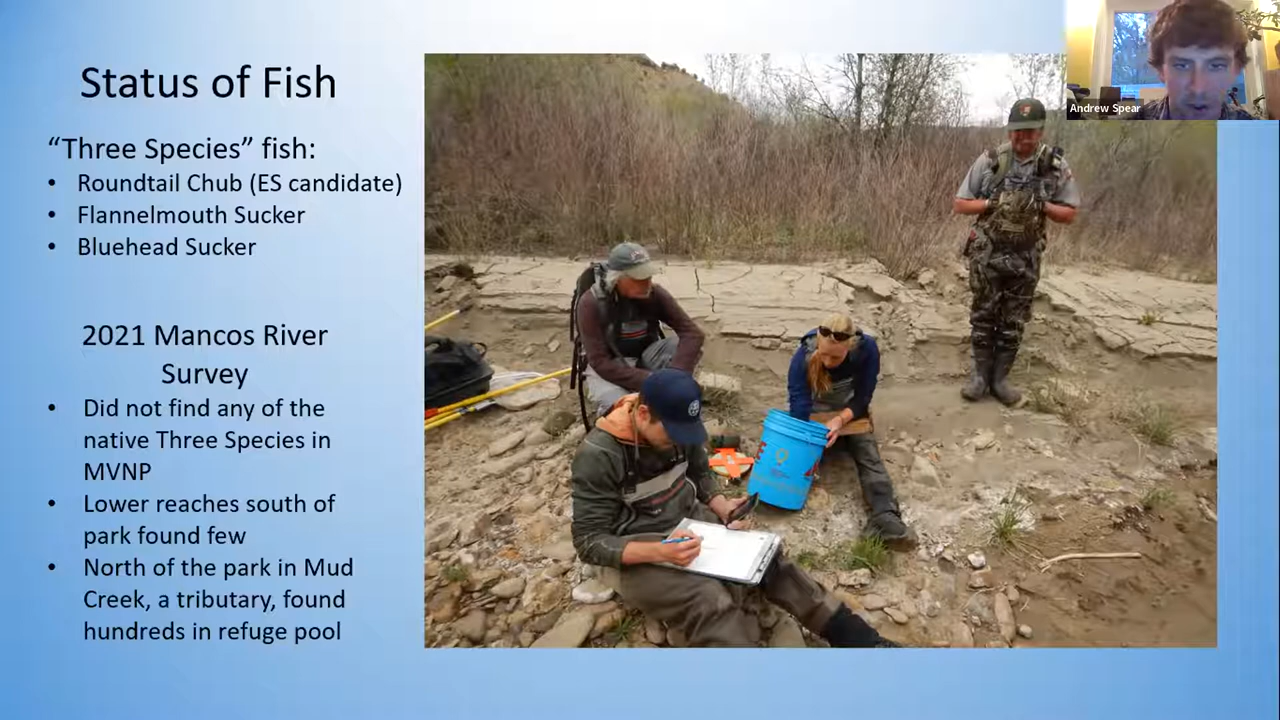 Status of Fish
“Three Species” fish:
• Roundtail Chub (ES candidate)
• Flannelmouth Sucker
• Bluehead Sucker
2021 Mancos River
Survey
• Did not find any of the
native Three Species in
MVNP
• Lower reaches south of
park found few
• North of the park in Mud
Creek, a tributary, found
hundreds in refuge pool
Andrew Spear